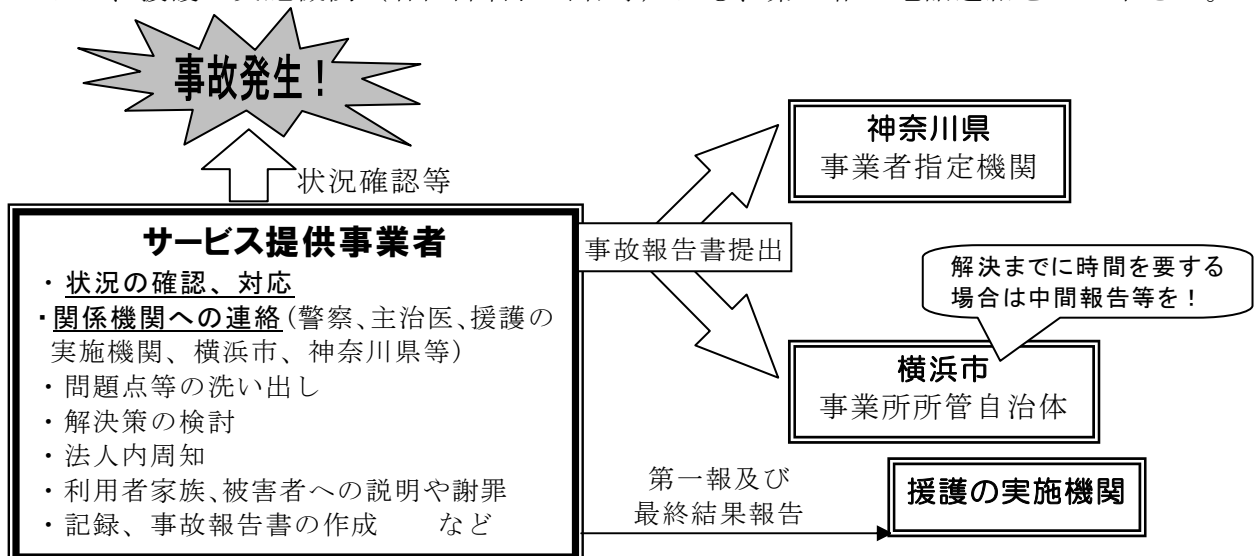 事故発生！
状況確認等
神奈川県
事業者指定機関
サービス提供事業者
・状況の確認、対応
・関係機関への連絡（警察、主治医、援護の
実施機関、横浜市、神奈川県等）
・問題点等の洗い出し
・解決策の検討
・法人内周知
・利用者家族、被害者への説明や謝罪
・記録、事故報告書の作成　　など
事故報告書提出
解決までに時間を要する
場合は中間報告等を！
横浜市
事業所所管自治体
第一報及び
最終結果報告
援護の実施機関